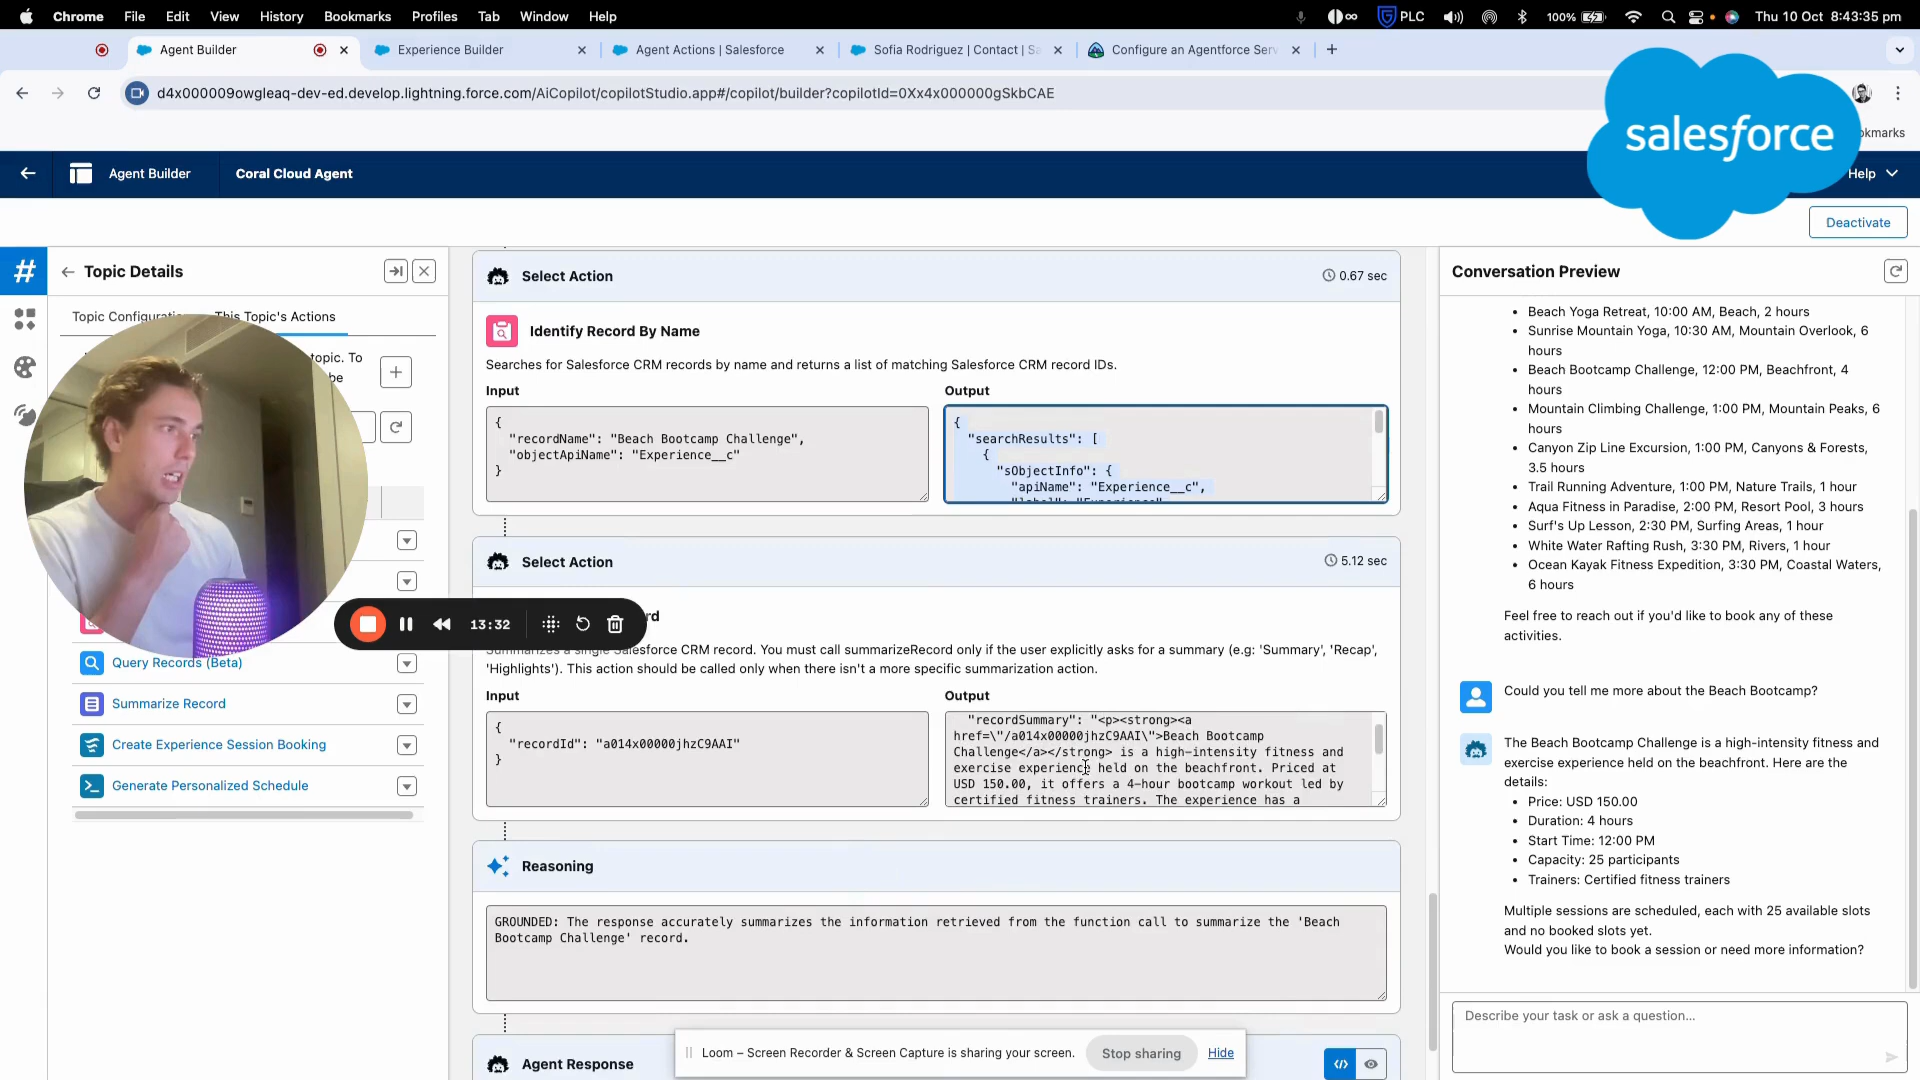 Chrome File Edit View History Bookmarks Profiles Tab Window Help
PLC 100% Thu 10 Oct 8:43:35 pm
Agent Builder
Experience Builder
Agent Actions | Salesforce
Sofia Rodriguez | Contact | Sa
Configure an Agentforce Serv
d4x000009owgleaq-dev-ed.develop.lightning.force.com/AiCopilot/copilotStudio.app#/copilot/builder?copilotId=0Xx4x000000gSkbCAE
salesforce
Agent Builder
Coral Cloud Agent
Help
Deactivate
Topic Details
Topic Configuratio
This Topic's Actions
topic. To
be
Query Records (Beta)
Summarize Record
Create Experience Session Booking
Generate Personalized Schedule
13:32
Select Action
0.67 sec
Identify Record By Name
Searches for Salesforce CRM records by name and returns a list of matching Salesforce CRM record IDs.
Input
{
"recordName": "Beach Bootcamp Challenge",
"objectApiName": "Experience__c"
}
Output
{
"searchResults": [
{
"sObjectInfo": {
"apiName": "Experience__c",
"label": "Experience"
Select Action
5.12 sec
Summarizes a single Salesforce CRM record. You must call summarizeRecord only if the user explicitly asks for a summary (e.g: 'Summary', 'Recap',
'Highlights'). This action should be called only when there isn't a more specific summarization action.
Input
{
"recordId": "a014x00000jhzC9AAI"
}
Output
"recordSummary": "<p><strong><a
href=\"/a014x00000jhzC9AAI\">Beach Bootcamp
Challenge</a></strong> is a high-intensity fitness and
exercise experience held on the beachfront. Priced at
USD 150.00, it offers a 4-hour bootcamp workout led by
certified fitness trainers. The experience has a
Reasoning
GROUNDED: The response accurately summarizes the information retrieved from the function call to summarize the 'Beach
Bootcamp Challenge' record.
Agent Response
Loom – Screen Recorder & Screen Capture is sharing your screen.
Stop sharing
Hide
Conversation Preview
Beach Yoga Retreat, 10:00 AM, Beach, 2 hours
Sunrise Mountain Yoga, 10:30 AM, Mountain Overlook, 6
hours
Beach Bootcamp Challenge, 12:00 PM, Beachfront, 4
hours
Mountain Climbing Challenge, 1:00 PM, Mountain Peaks, 6
hours
Canyon Zip Line Excursion, 1:00 PM, Canyons & Forests,
3.5 hours
Trail Running Adventure, 1:00 PM, Nature Trails, 1 hour
Aqua Fitness in Paradise, 2:00 PM, Resort Pool, 3 hours
Surf's Up Lesson, 2:30 PM, Surfing Areas, 1 hour
White Water Rafting Rush, 3:30 PM, Rivers, 1 hour
Ocean Kayak Fitness Expedition, 3:30 PM, Coastal Waters,
6 hours
Feel free to reach out if you'd like to book any of these
activities.
Could you tell me more about the Beach Bootcamp?
The Beach Bootcamp Challenge is a high-intensity fitness and
exercise experience held on the beachfront. Here are the
details:
Price: USD 150.00
Duration: 4 hours
Start Time: 12:00 PM
Capacity: 25 participants
Trainers: Certified fitness trainers
Multiple sessions are scheduled, each with 25 available slots
and no booked slots yet.
Would you like to book a session or need more information?
Describe your task or ask a question...